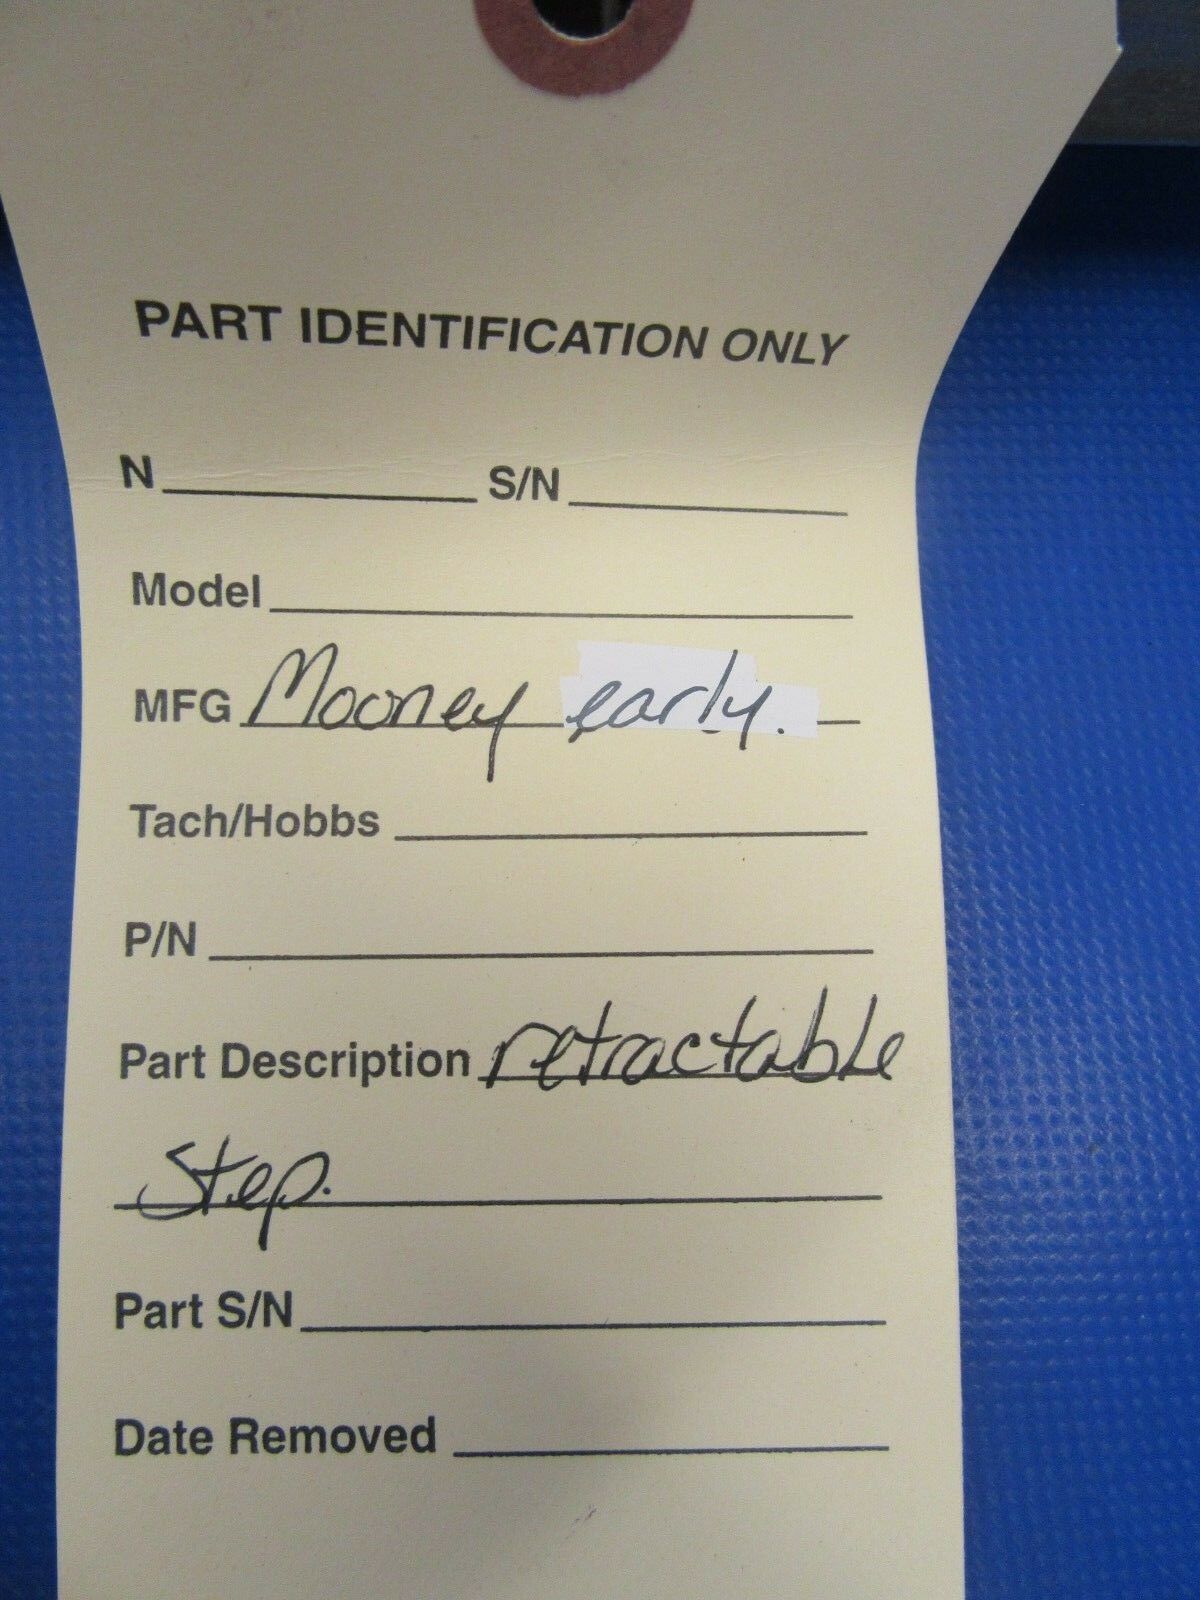 PART IDENTIFICATION ONLY
N S/N
Model
MFG Mooney early.
Tach/Hobbs
P/N
Part Description retractable
Step.
Part S/N
Date Removed